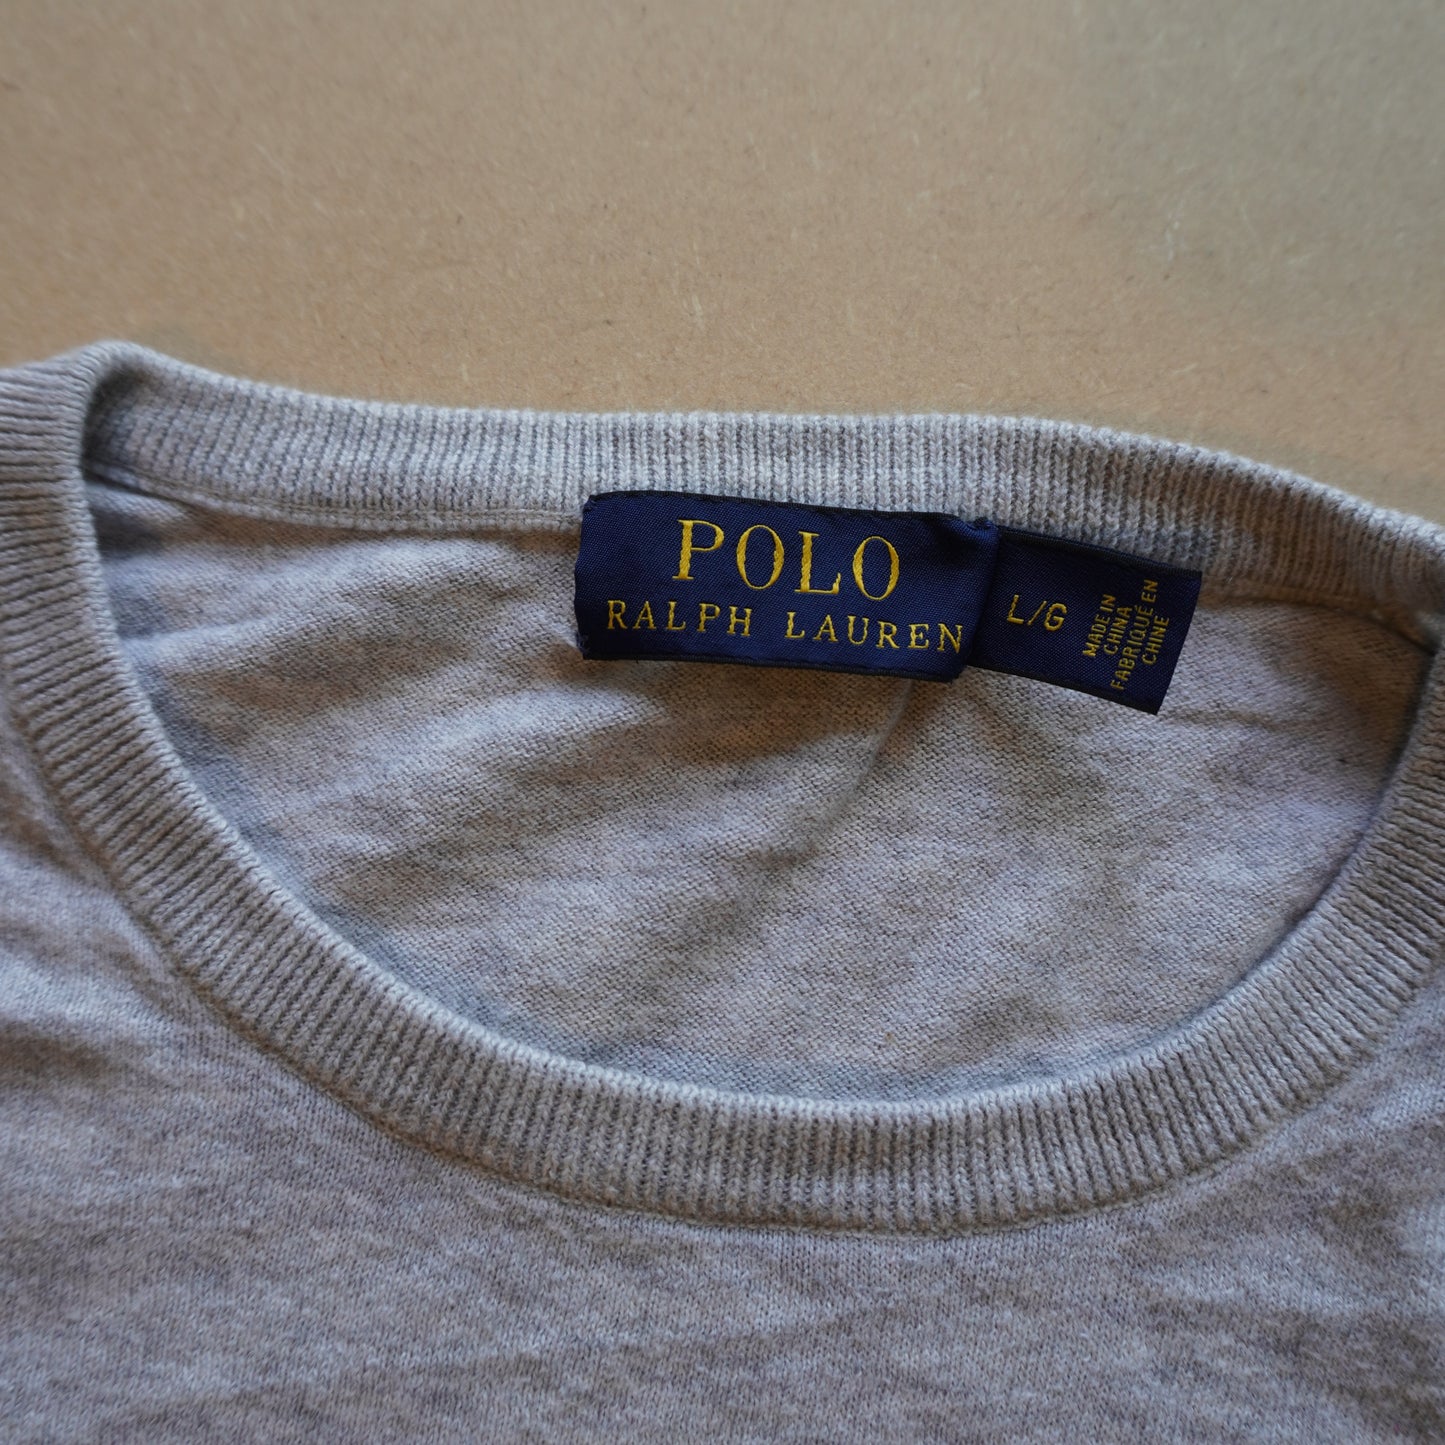 POLO
RALPH LAUREN
L/G
MADE IN
CHINA
FABRIQUÉ EN
CHINE